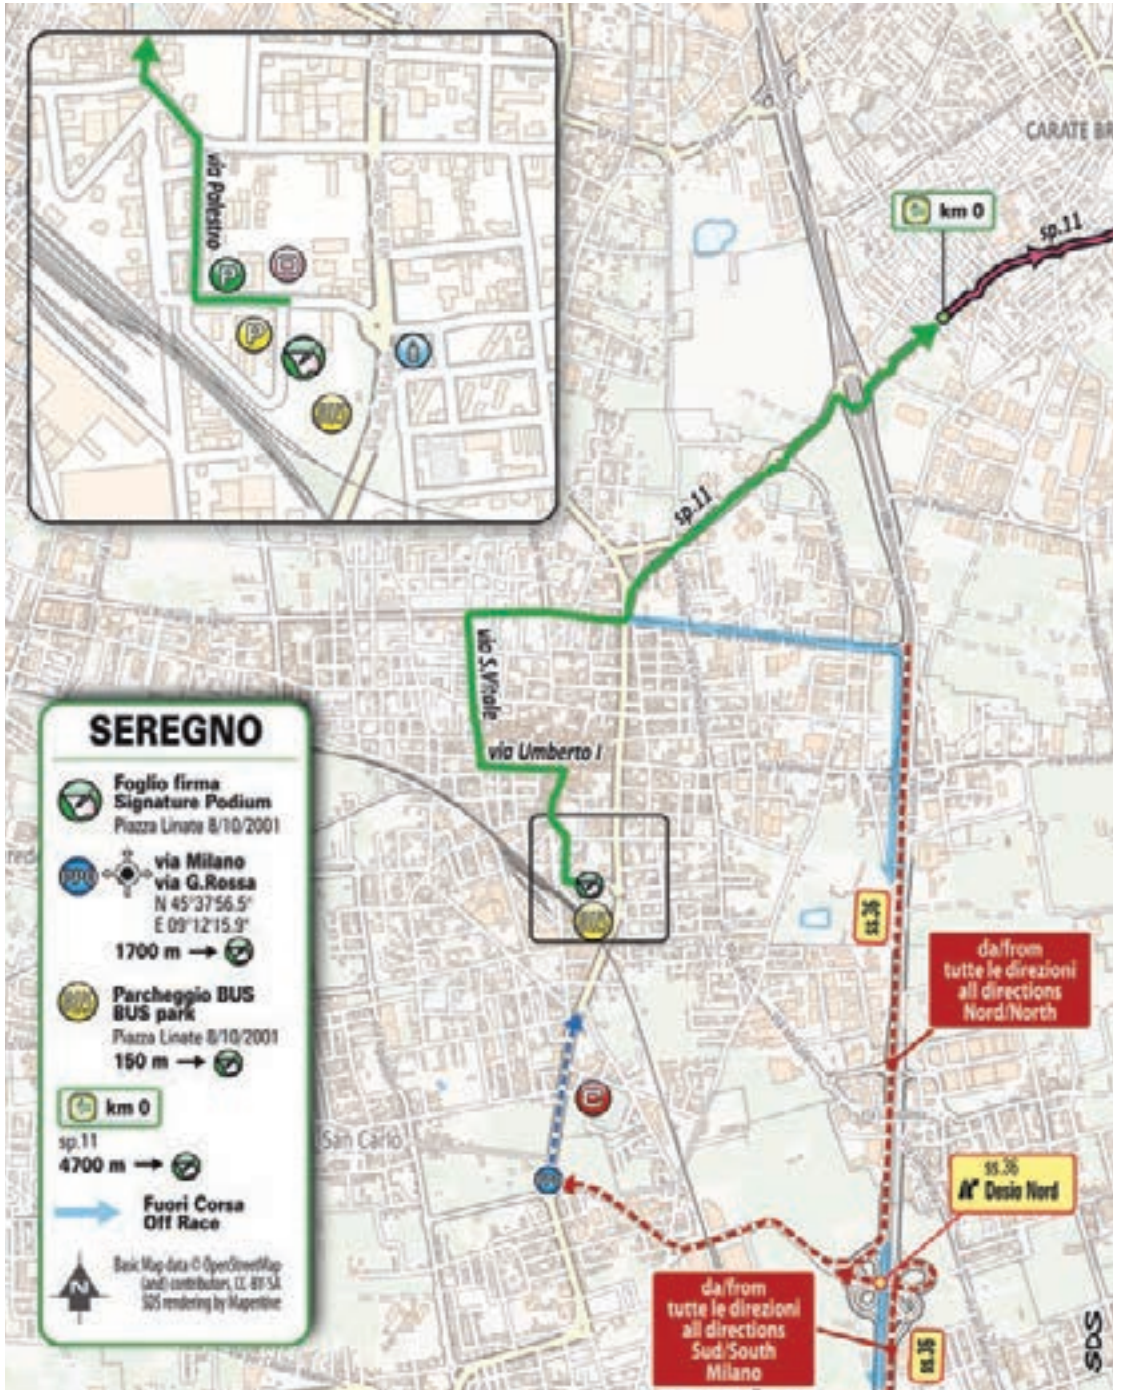 CARATE BR
km 0
sp.11
via Palestro
P
P
BUS
sp.11
via S.Vitale
via Umberto I
BUS
ss.36
da/from
tutte le direzioni
all directions
Nord/North
San Carlo
ss.36
Desio Nord
da/from
tutte le direzioni
all directions
Sud/South
Milano
ss.36
SDS
SEREGNO
Foglio firma
Signature Podium
Piazza Linate 8/10/2001
PPO
via Milano
via G.Rossa
N 45°37'56.5"
E 09°12'15.9"
1700 m
BUS
Parcheggio BUS
BUS park
Piazza Linate 8/10/2001
150 m
km 0
sp.11
4700 m
Fuori Corsa
Off Race
N
Basic Map data © OpenStreetMap
(and) contributors, CC-BY-SA
SDS rendering by Maperitive